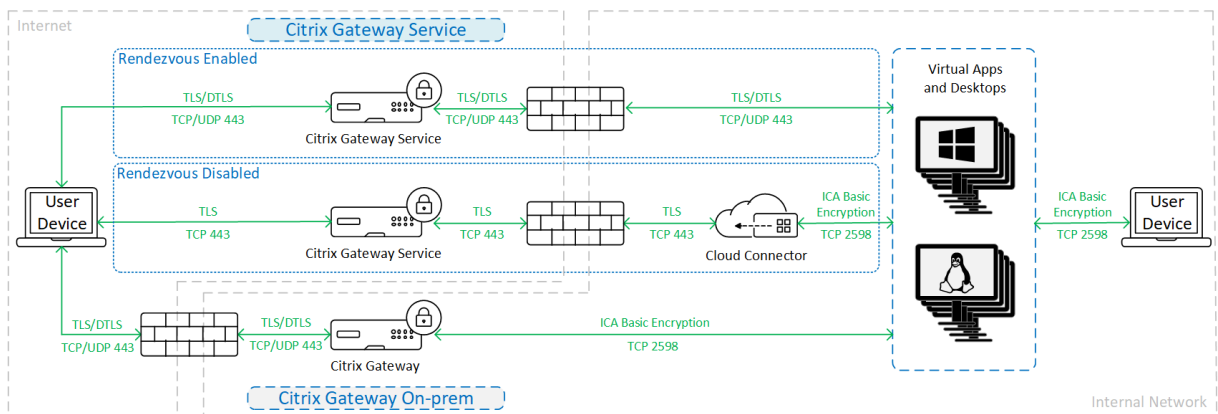 Internet
Citrix Gateway Service
Rendezvous Enabled
TLS/DTLS
TCP/UDP 443
Citrix Gateway Service
TLS/DTLS
TCP/UDP 443
TLS/DTLS
TCP/UDP 443
Virtual Apps
and Desktops
Rendezvous Disabled
User
Device
TLS
TCP 443
Citrix Gateway Service
TLS
TCP 443
TLS
TCP 443
Cloud Connector
ICA Basic
Encryption
TCP 2598
ICA Basic
Encryption
TCP 2598
User
Device
TLS/DTLS
TCP/UDP 443
TLS/DTLS
TCP/UDP 443
Citrix Gateway
ICA Basic Encryption
TCP 2598
Citrix Gateway On-prem
Internal Network